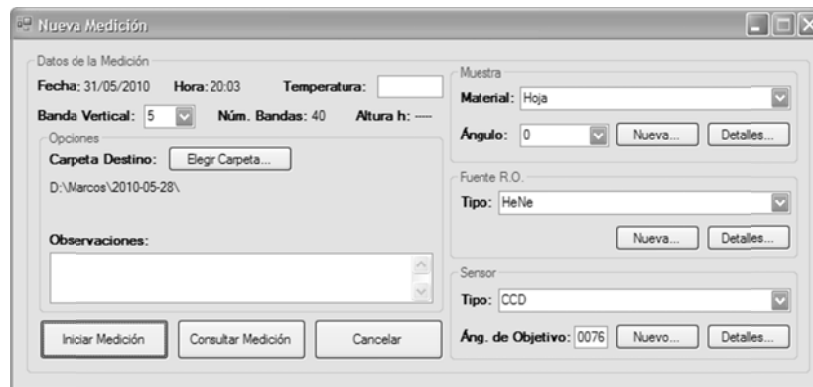 Nueva Medición
Datos de la Medición
Fecha: 31/05/2010 Hora: 20:03 Temperatura:
Banda Vertical: 5 Núm. Bandas: 40 Altura h: ----
Opciones
Carpeta Destino: Elegr Carpeta...
D:\Marcos\2010-05-28\
Observaciones:
Iniciar Medición Consultar Medición Cancelar
Muestra
Material: Hoja
Ángulo: 0 Nueva... Detalles...
Fuente R.O.
Tipo: HeNe
Nueva... Detalles...
Sensor
Tipo: CCD
Áng. de Objetivo: 0076 Nuevo... Detalles...